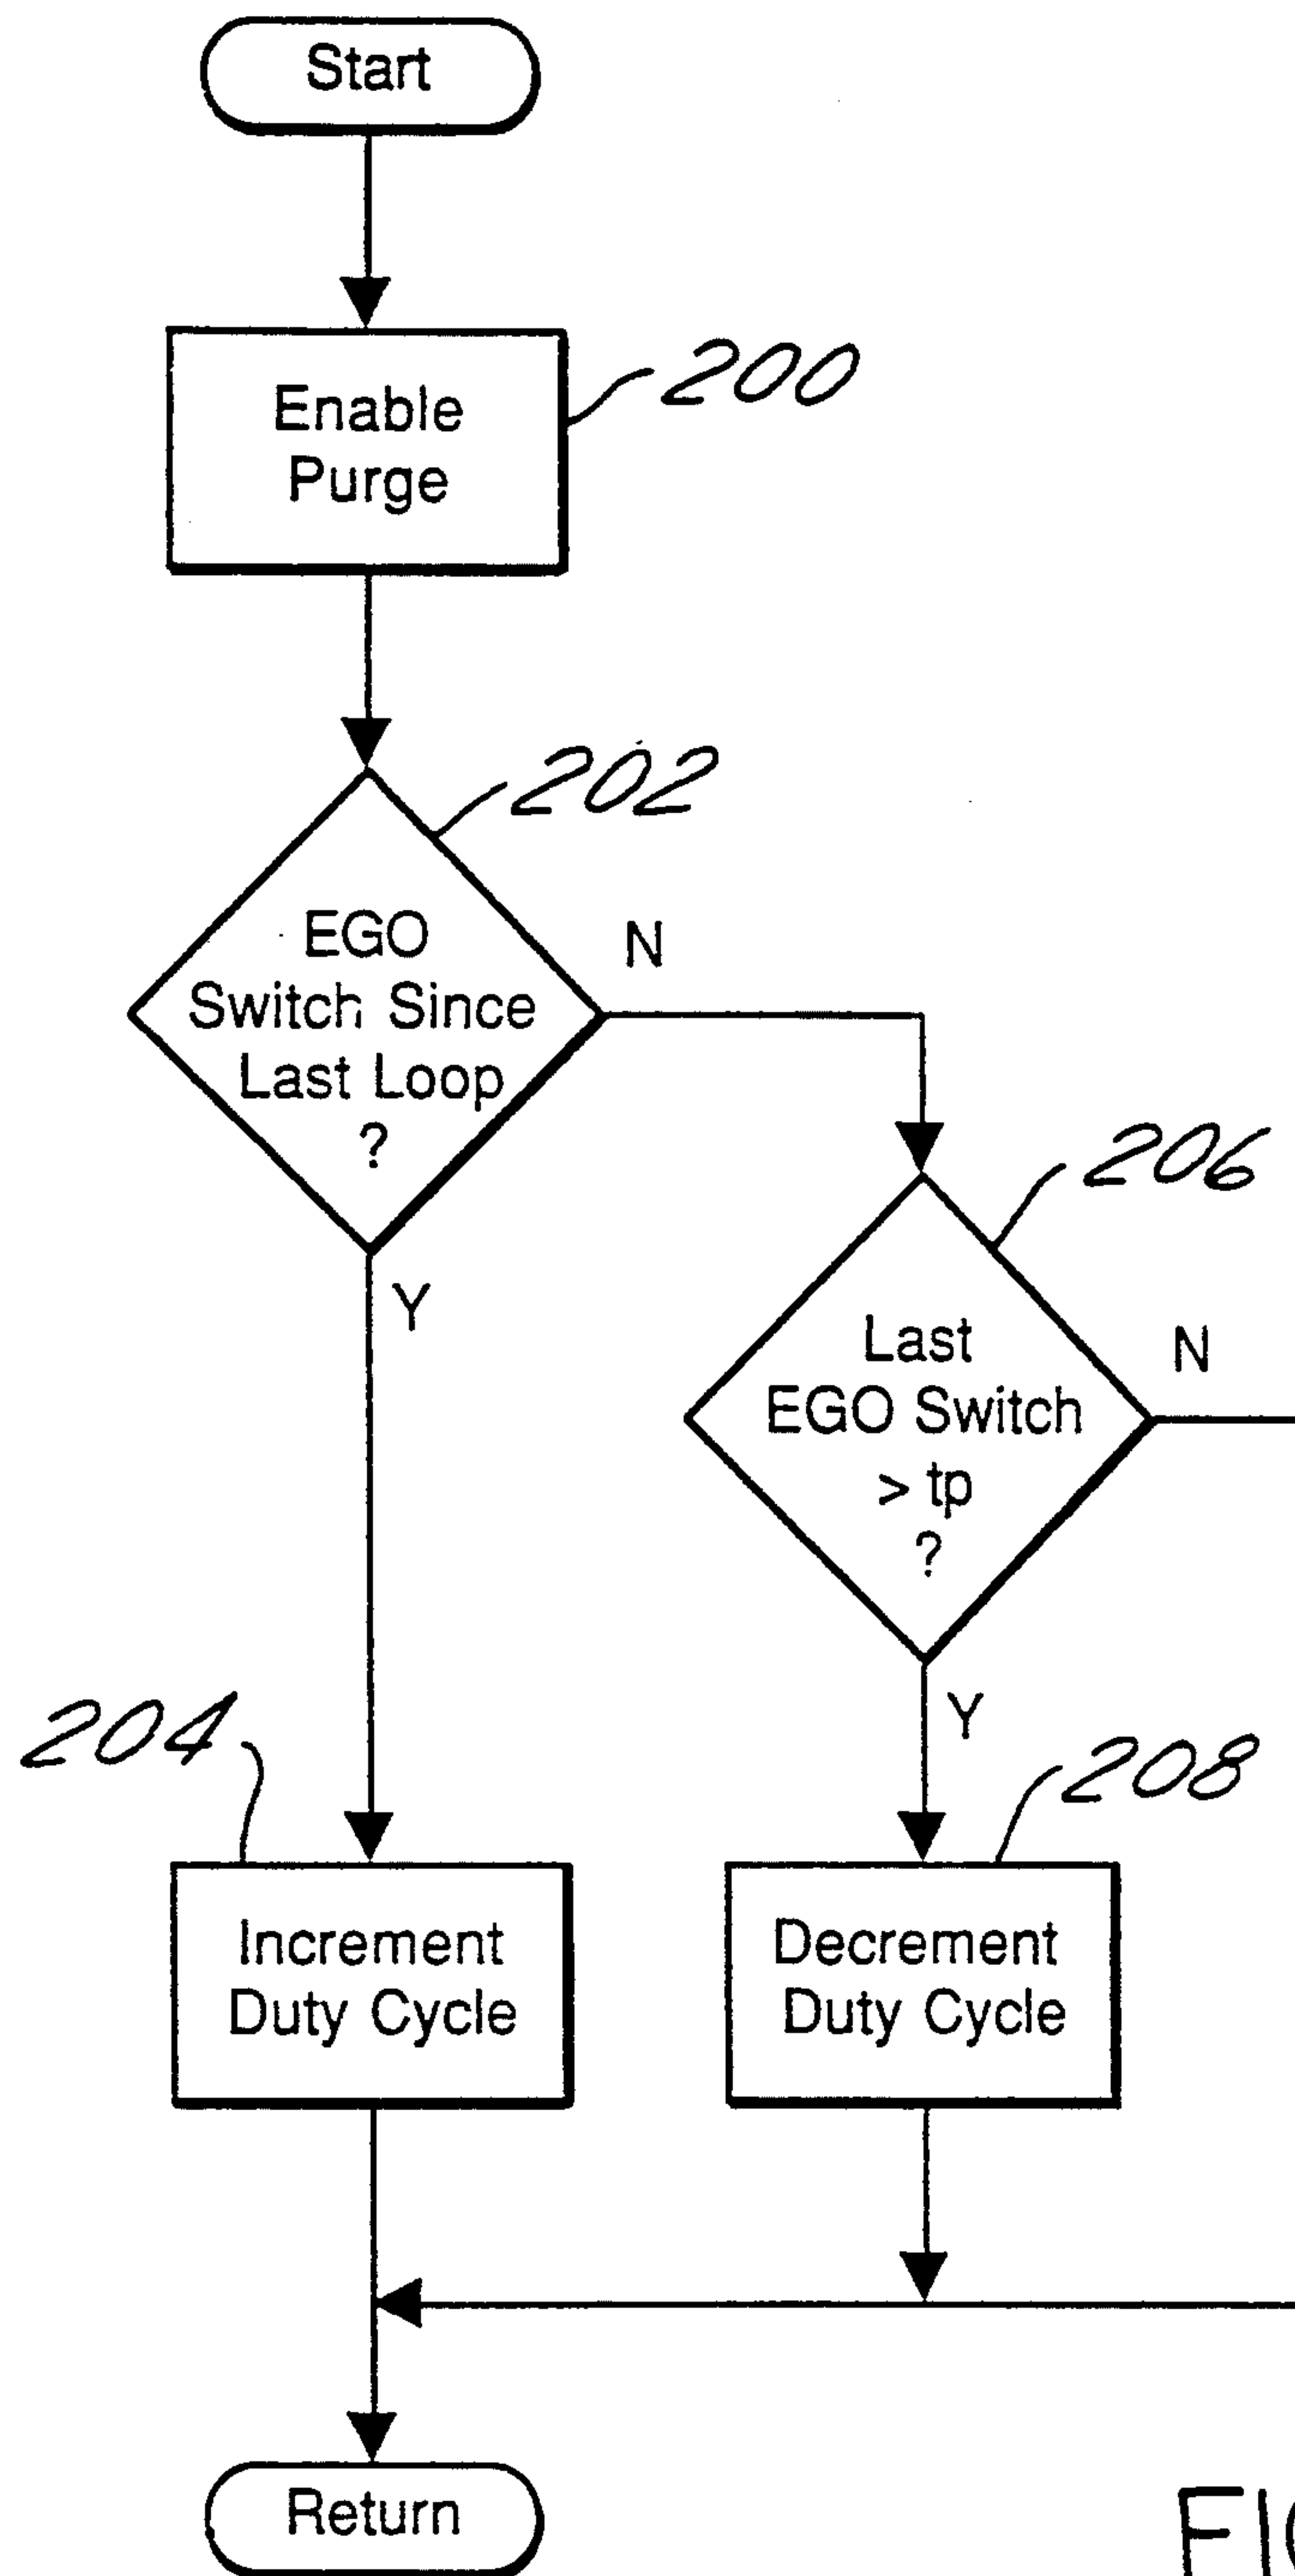 Start
Enable
Purge
200
202
EGO
Switch Since
Last Loop
?
N
Y
206
Last
EGO Switch
> tp
?
N
Y
204
208
Increment
Duty Cycle
Decrement
Duty Cycle
Return